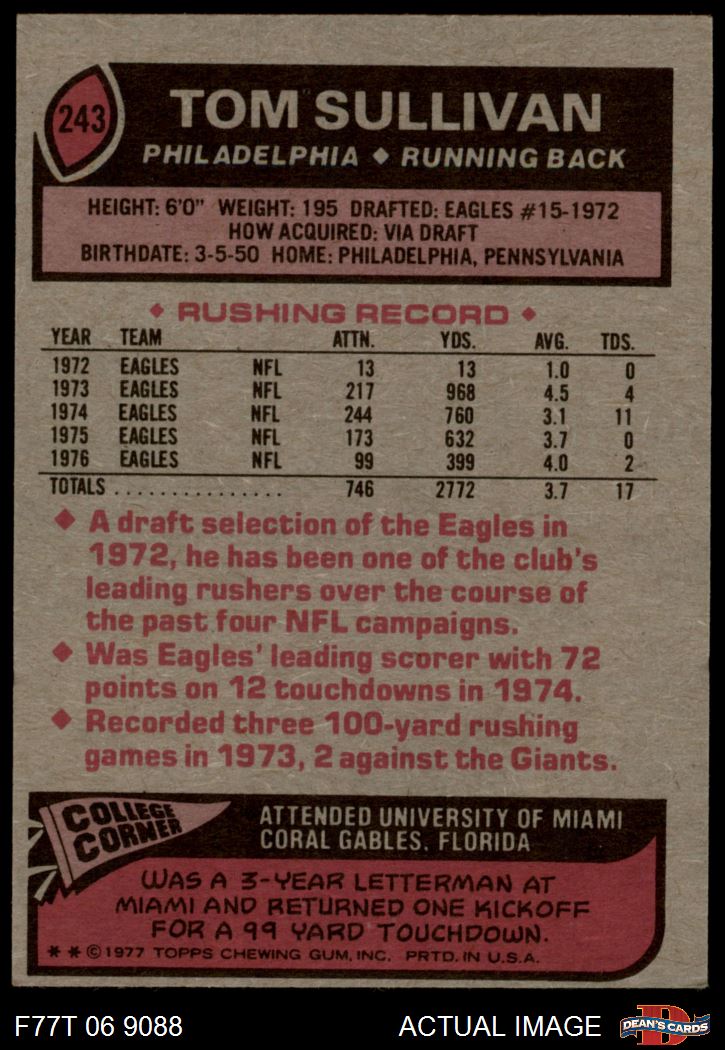 243
TOM SULLIVAN
PHILADELPHIA ◆ RUNNING BACK
HEIGHT: 6'0" WEIGHT: 195 DRAFTED: EAGLES #15-1972
HOW ACQUIRED: VIA DRAFT
BIRTHDATE: 3-5-50 HOME: PHILADELPHIA, PENNSYLVANIA
◆ RUSHING RECORD ◆
YEAR TEAM ATTN. YDS. AVG. TDS.
1972 EAGLES NFL 13 13 1.0 0
1973 EAGLES NFL 217 968 4.5 4
1974 EAGLES NFL 244 760 3.1 11
1975 EAGLES NFL 173 632 3.7 0
1976 EAGLES NFL 99 399 4.0 2
TOTALS ................ 746 2772 3.7 17
◆ A draft selection of the Eagles in
1972, he has been one of the club's
leading rushers over the course of
the past four NFL campaigns.
◆ Was Eagles' leading scorer with 72
points on 12 touchdowns in 1974.
◆ Recorded three 100-yard rushing
games in 1973, 2 against the Giants.
COLLEGE
CORNER
ATTENDED UNIVERSITY OF MIAMI
CORAL GABLES, FLORIDA
WAS A 3-YEAR LETTERMAN AT
MIAMI AND RETURNED ONE KICKOFF
FOR A 99 YARD TOUCHDOWN.
* * © 1977 TOPPS CHEWING GUM, INC. PRTD. IN U.S.A.
F77T 06 9088 ACTUAL IMAGE
D
DEAN'S CARDS